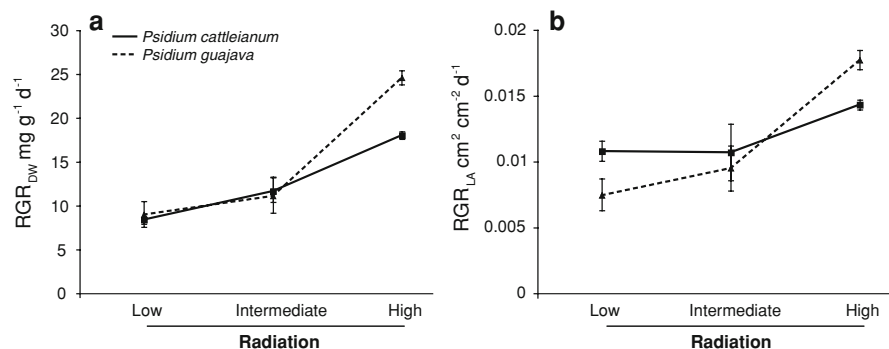 a
Psidium cattleianum
Psidium guajava
RGR_DW mg g⁻¹ d⁻¹
30
25
20
15
10
5
0
Low Intermediate High
Radiation
b
RGR_LA cm² cm⁻² d⁻¹
0.02
0.015
0.01
0.005
0
Low Intermediate High
Radiation